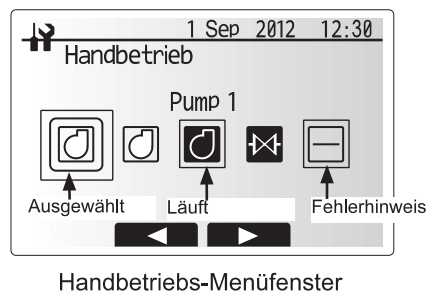 1 Sep 2012 12:30
Handbetrieb
Pump 1
Ausgewählt
Läuft
Fehlerhinweis
Handbetriebs-Menüfenster